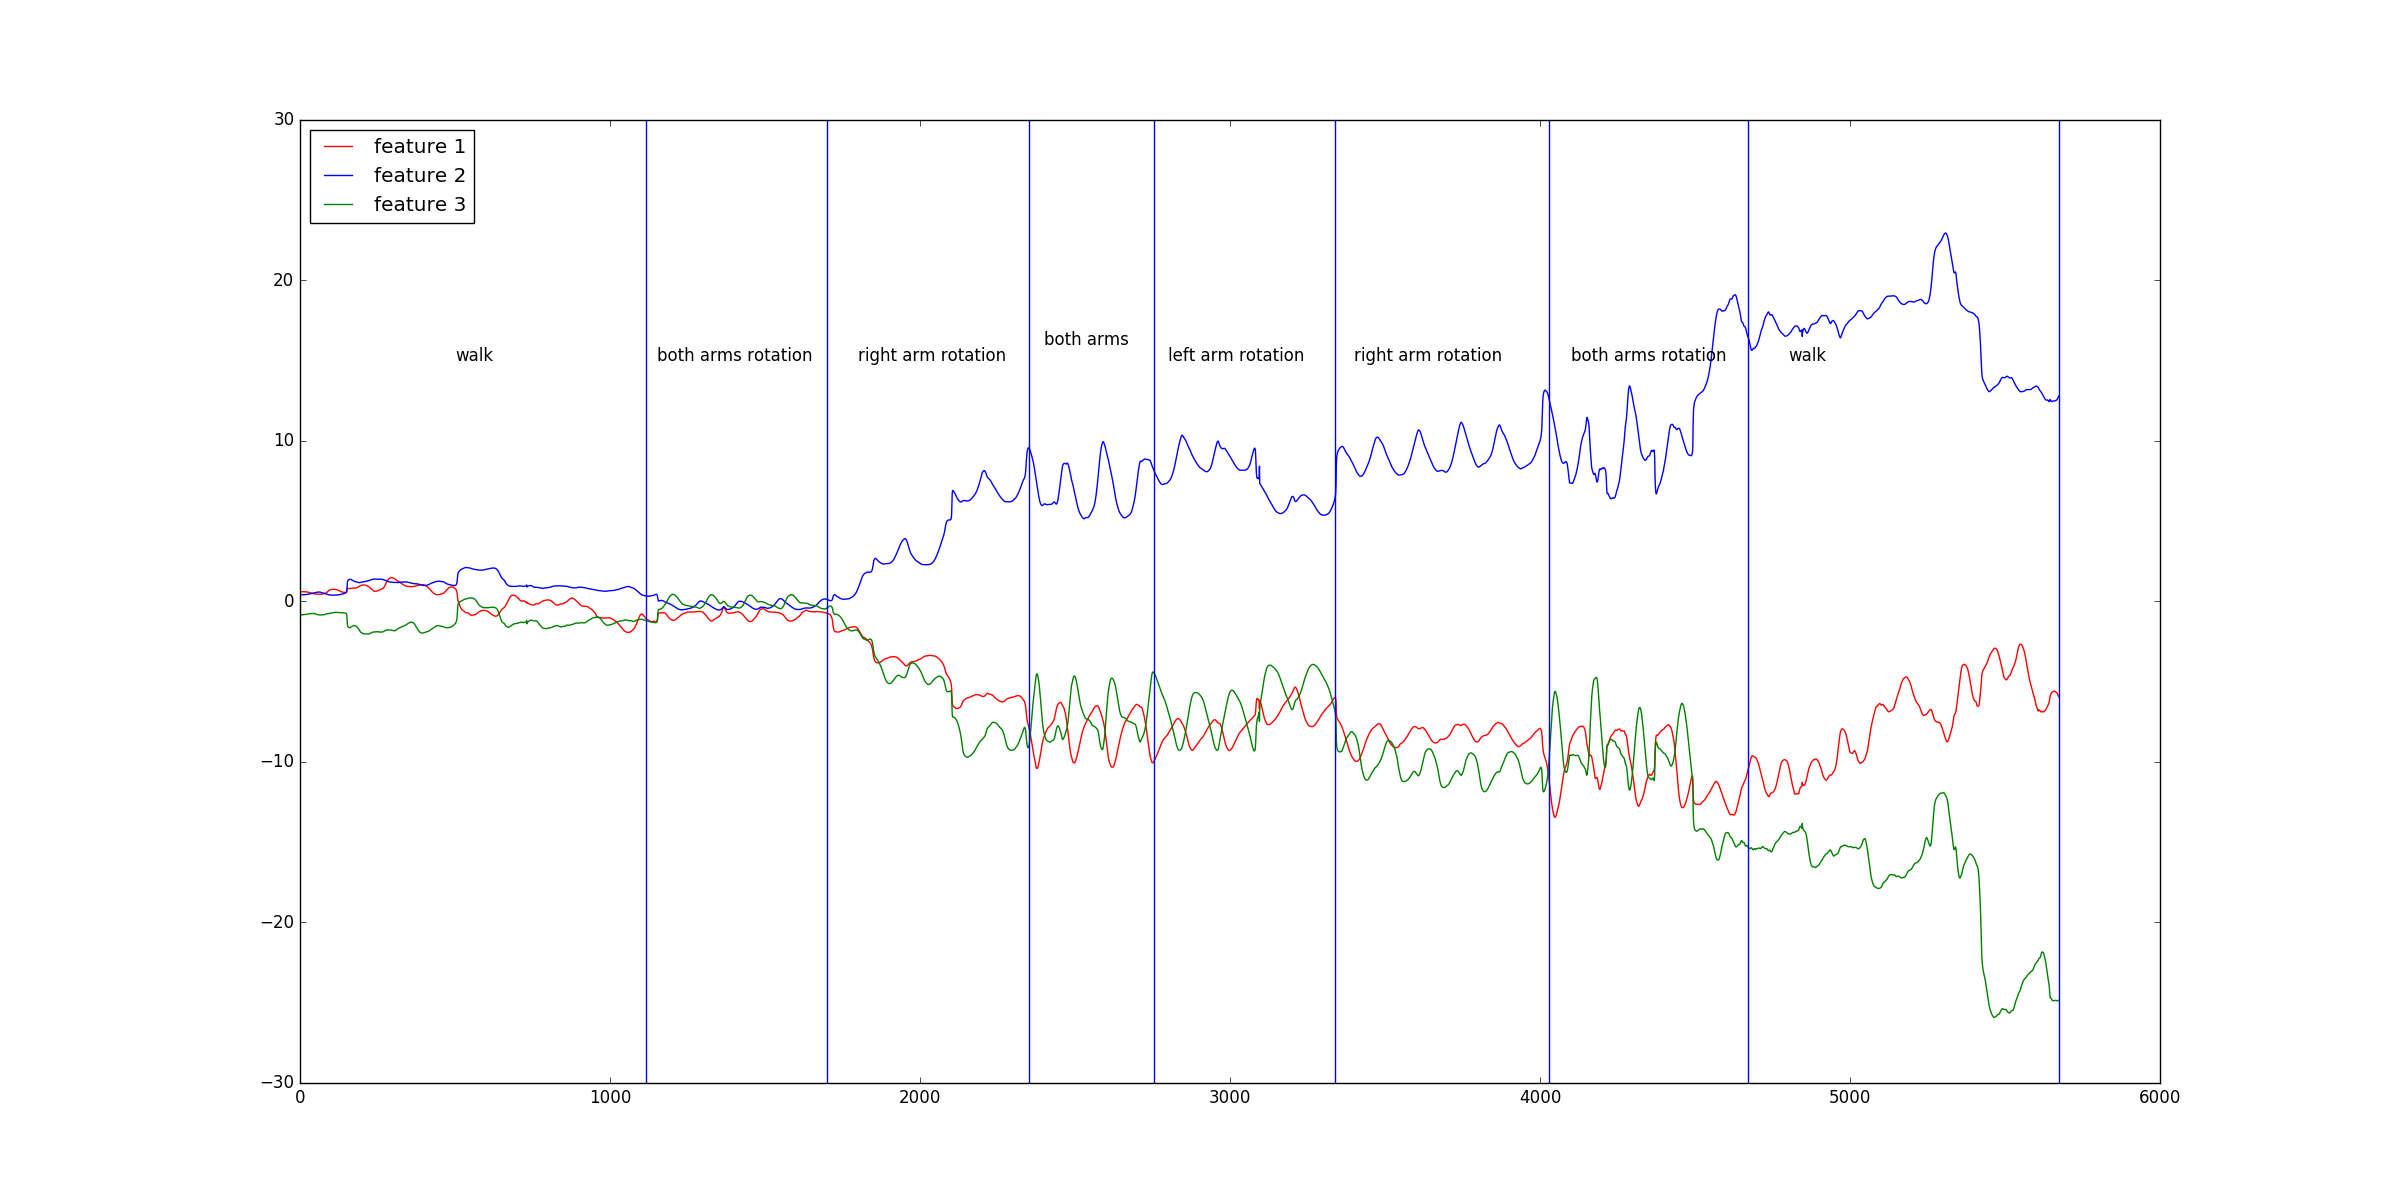 30
20
10
0
−10
−20
−30
feature 1
feature 2
feature 3
walk
both arms rotation
right arm rotation
both arms
left arm rotation
right arm rotation
both arms rotation
walk
0
1000
2000
3000
4000
5000
6000